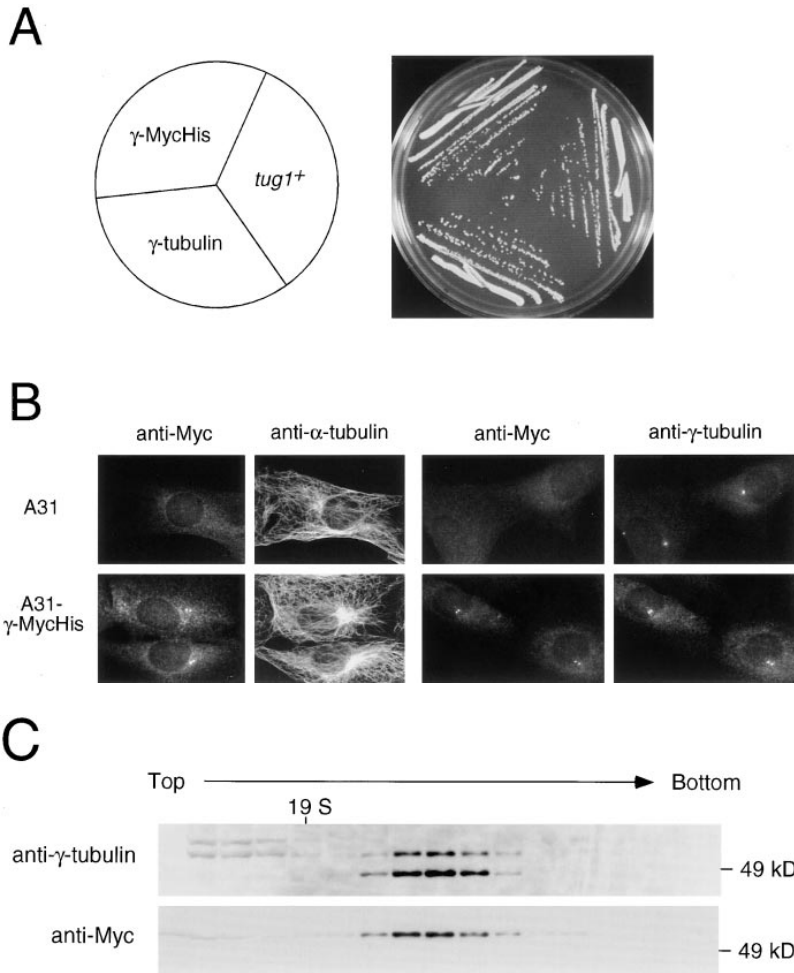 A
γ-MycHis
tug1+
γ-tubulin
B
anti-Myc anti-α-tubulin anti-Myc anti-γ-tubulin
A31
A31-
γ-MycHis
C
Top Bottom
19 S
anti-γ-tubulin
49 kD
anti-Myc
49 kD